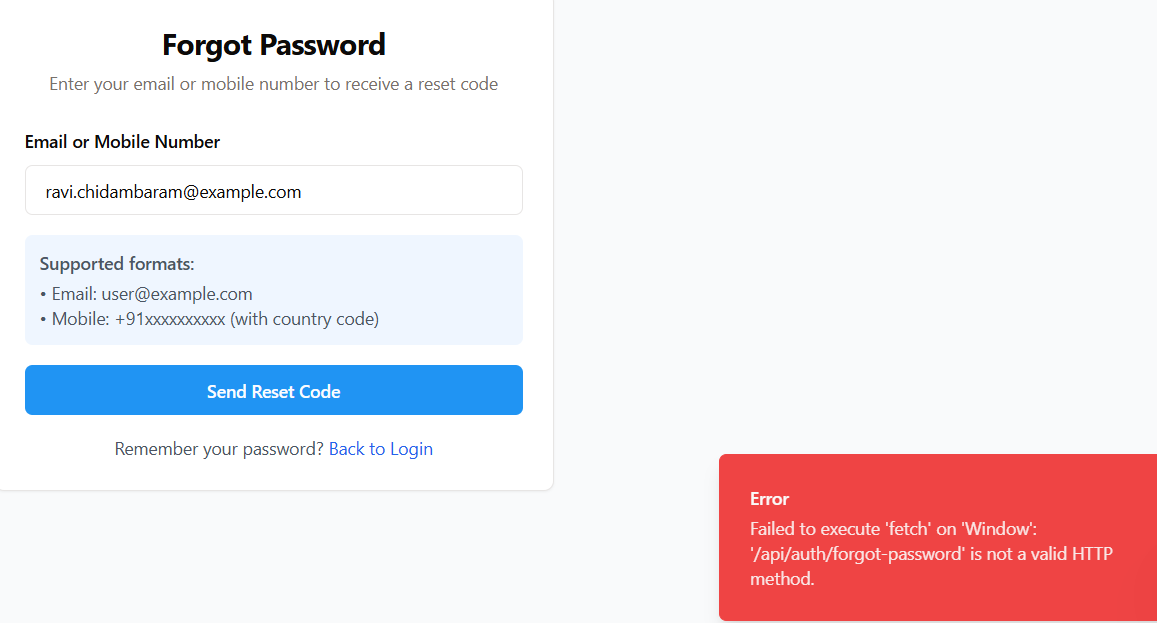 Forgot Password
Enter your email or mobile number to receive a reset code
Email or Mobile Number
ravi.chidambaram@example.com
Supported formats:
• Email: user@example.com
• Mobile: +91xxxxxxxxxx (with country code)
Send Reset Code
Remember your password? Back to Login
Error
Failed to execute 'fetch' on 'Window':
'/api/auth/forgot-password' is not a valid HTTP
method.